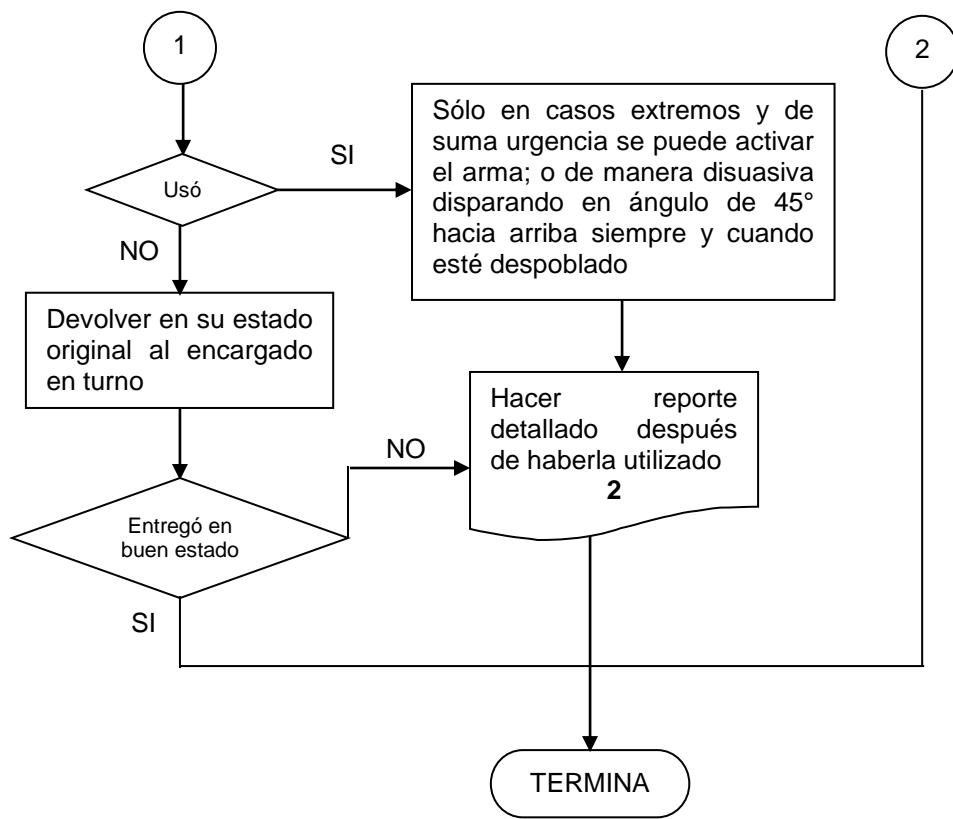 1
2
Usó
SI
Sólo en casos extremos y de
suma urgencia se puede activar
el arma; o de manera disuasiva
disparando en ángulo de 45°
hacia arriba siempre y cuando
esté despoblado
NO
Devolver en su estado
original al encargado
en turno
Hacer reporte
detallado después
de haberla utilizado
2
NO
Entregó en
buen estado
SI
TERMINA